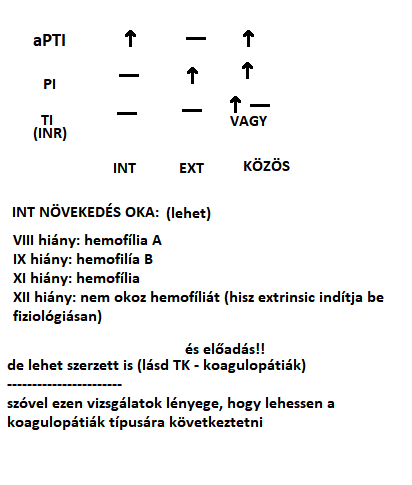 aPTI ↑ — ↑
PI — ↑ ↑
TI — — ↑ —
(INR) VAGY
INT EXT KÖZÖS
INT NÖVEKEDÉS OKA: (lehet)
VIII hiány: hemofília A
IX hiány: hemofilía B
XI hiány: hemofília
XII hiány: nem okoz hemofíliát (hisz extrinsic indítja be
fiziológiásan)
és előadás!!
de lehet szerzett is (lásd TK - koagulopátiák)
-----------------------
szóvel ezen vizsgálatok lényege, hogy lehessen a
koagulopátiák típusára következtetni